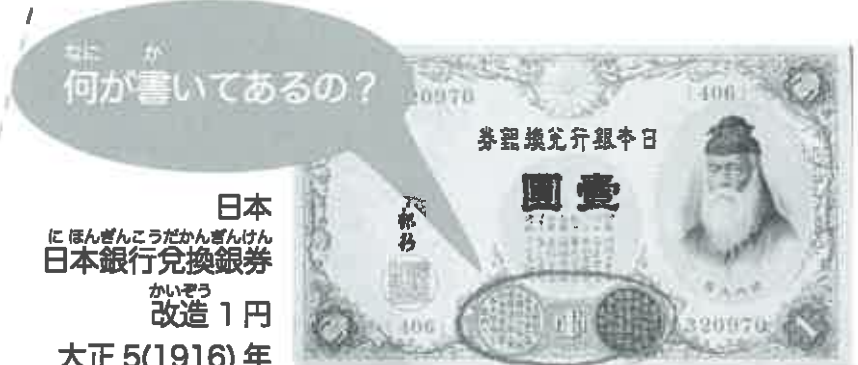 なに か
何が書いてあるの？
日本
にほんぎんこうだかんぎんけん
日本銀行兌換銀券
かいぞう
改造 1 円
大正 5(1916) 年
320970
406
券銀換兌行銀本日
圓壹
406
320970